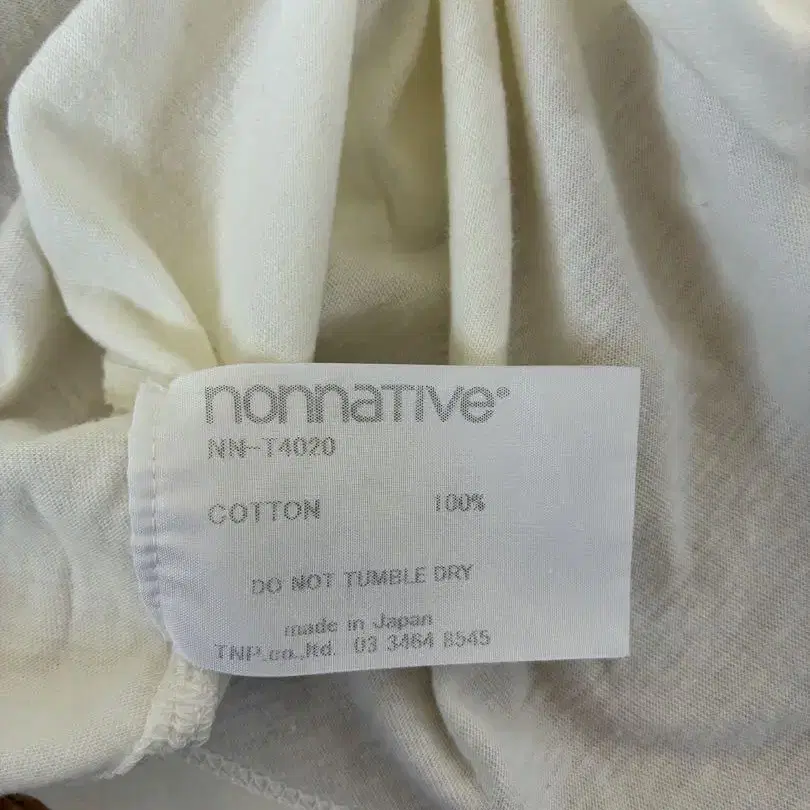 nonnative®
NN-T4020
COTTON 100%
DO NOT TUMBLE DRY
made in Japan
TNP.co.,ltd. 03 3464 8545